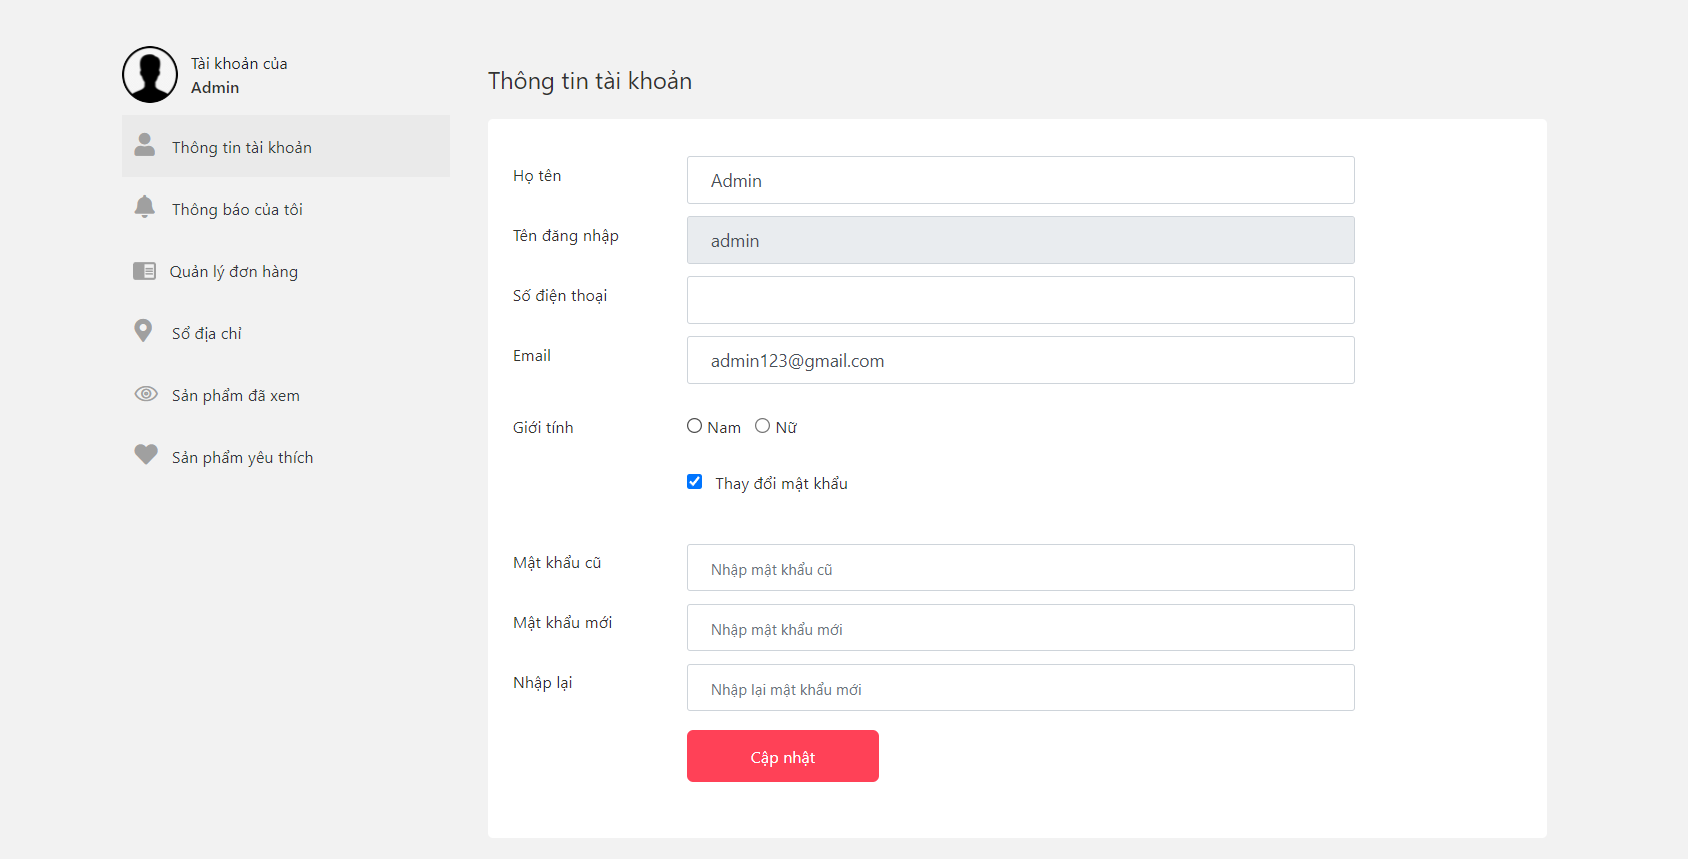 Tài khoản của
Admin
Thông tin tài khoản
Thông báo của tôi
Quản lý đơn hàng
Sổ địa chỉ
Sản phẩm đã xem
Sản phẩm yêu thích
Thông tin tài khoản
Họ tên
Admin
Tên đăng nhập
admin
Số điện thoại
Email
admin123@gmail.com
Giới tính
Nam Nữ
Thay đổi mật khẩu
Mật khẩu cũ
Nhập mật khẩu cũ
Mật khẩu mới
Nhập mật khẩu mới
Nhập lại
Nhập lại mật khẩu mới
Cập nhật